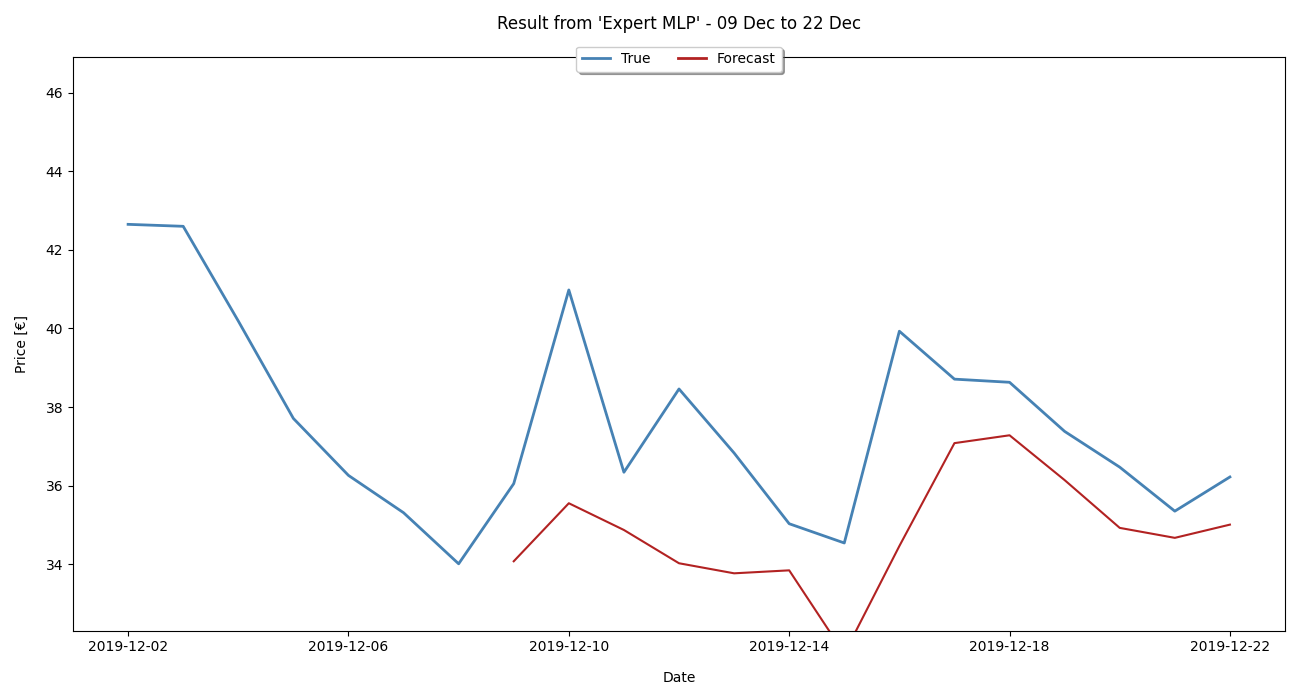 Result from 'Expert MLP' - 09 Dec to 22 Dec
True Forecast
46
44
42
40
38
36
34
Price [€]
2019-12-02 2019-12-06 2019-12-10 2019-12-14 2019-12-18 2019-12-22
Date